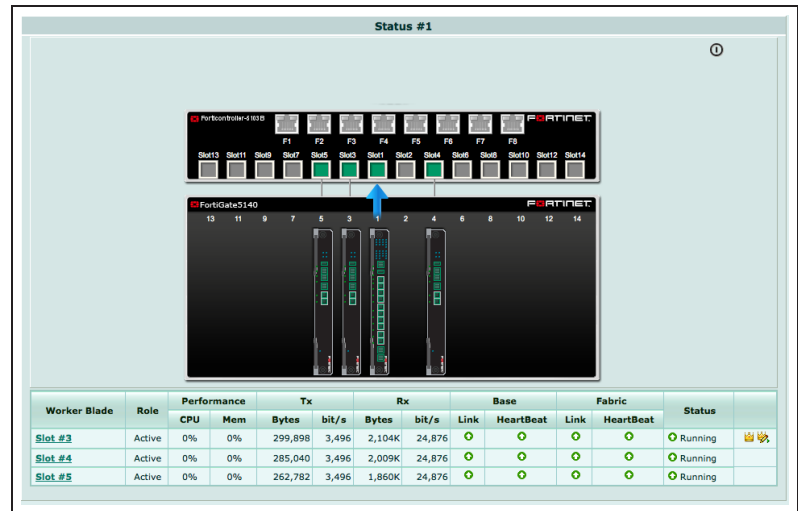 Status #1
Forticontroller-5103B
FORTINET
F1 F2 F3 F4 F5 F6 F7 F8
Slot13 Slot11 Slot9 Slot7 Slot5 Slot3 Slot1 Slot2 Slot4 Slot6 Slot8 Slot10 Slot12 Slot14
FortiGate5140
FORTINET
13 11 9 7 5 3 1 2 4 6 8 10 12 14
Worker Blade Role Performance Tx Rx Base Fabric Status
CPU Mem Bytes bit/s Bytes bit/s Link HeartBeat Link HeartBeat
Slot #3 Active 0% 0% 299,898 3,496 2,104K 24,876 Running
Slot #4 Active 0% 0% 285,040 3,496 2,009K 24,876 Running
Slot #5 Active 0% 0% 262,782 3,496 1,860K 24,876 Running